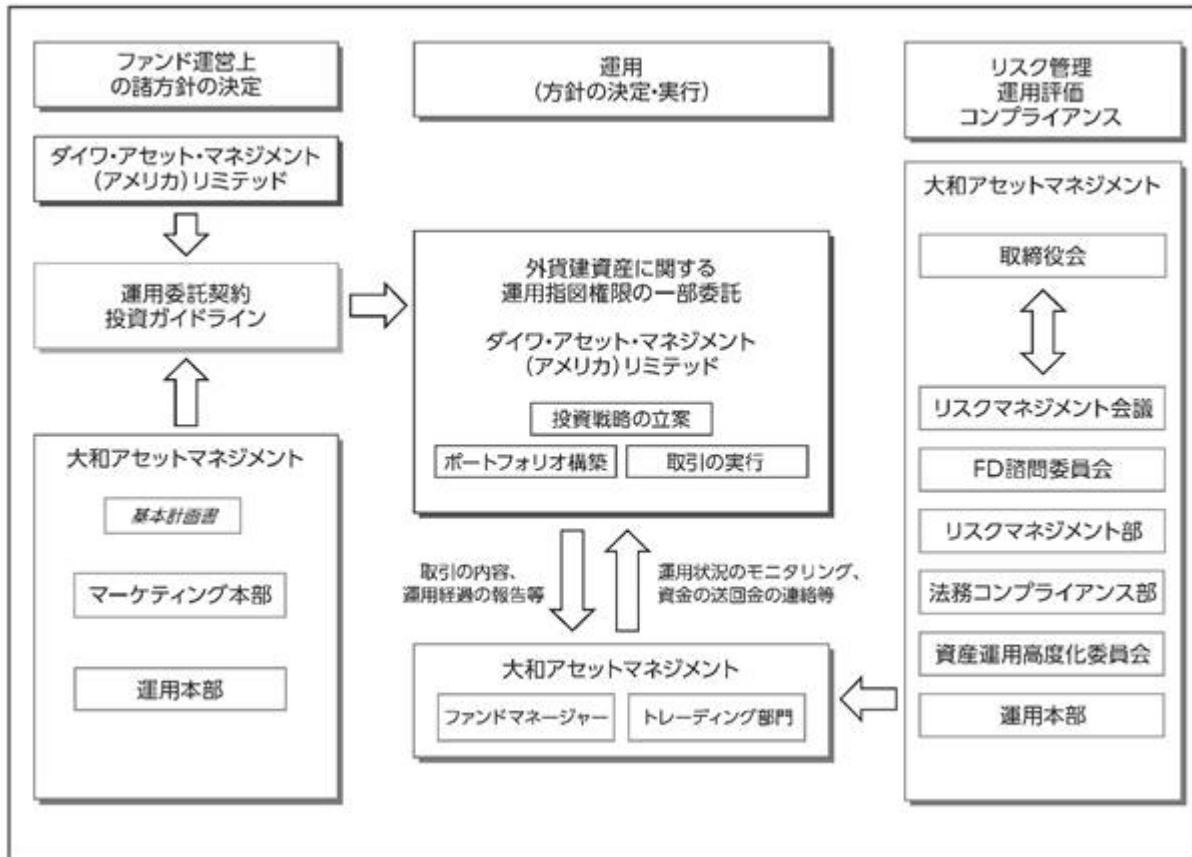 ファンド運営上
の諸方針の決定
ダイワ・アセット・マネジメント
(アメリカ)リミテッド
運用委託契約
投資ガイドライン
大和アセットマネジメント
基本計画書
マーケティング本部
運用本部
運用
(方針の決定・実行)
外貨建資産に関する
運用指図権限の一部委託
ダイワ・アセット・マネジメント
(アメリカ)リミテッド
投資戦略の立案
ポートフォリオ構築
取引の実行
取引の内容、
運用経過の報告等
運用状況のモニタリング、
資金の送回金の連絡等
大和アセットマネジメント
ファンドマネージャー
トレーディング部門
リスク管理
運用評価
コンプライアンス
大和アセットマネジメント
取締役会
リスクマネジメント会議
FD諮問委員会
リスクマネジメント部
法務コンプライアンス部
資産運用高度化委員会
運用本部